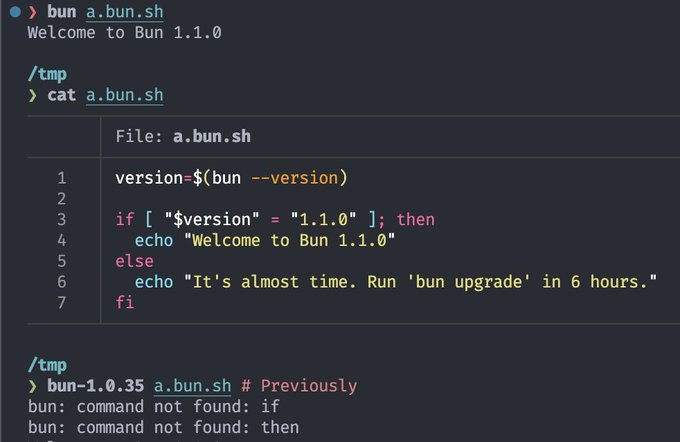 ❯ bun a.bun.sh
Welcome to Bun 1.1.0
/tmp
❯ cat a.bun.sh
File: a.bun.sh
1 version=$(bun --version)
2
3 if [ "$version" = "1.1.0" ]; then
4 echo "Welcome to Bun 1.1.0"
5 else
6 echo "It's almost time. Run 'bun upgrade' in 6 hours."
7 fi
/tmp
❯ bun-1.0.35 a.bun.sh # Previously
bun: command not found: if
bun: command not found: then